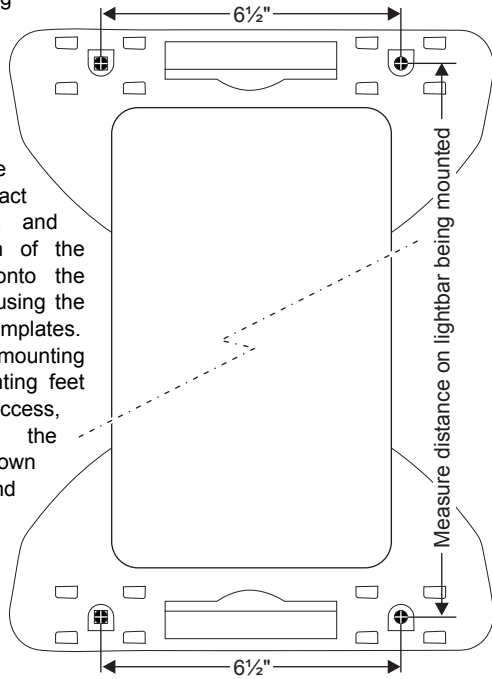 g
6½"
e
act
and
of the
onto the
using the
mplates.
mounting
nting feet
ccess,
the
own
nd
Measure distance on lightbar being mounted
6½"